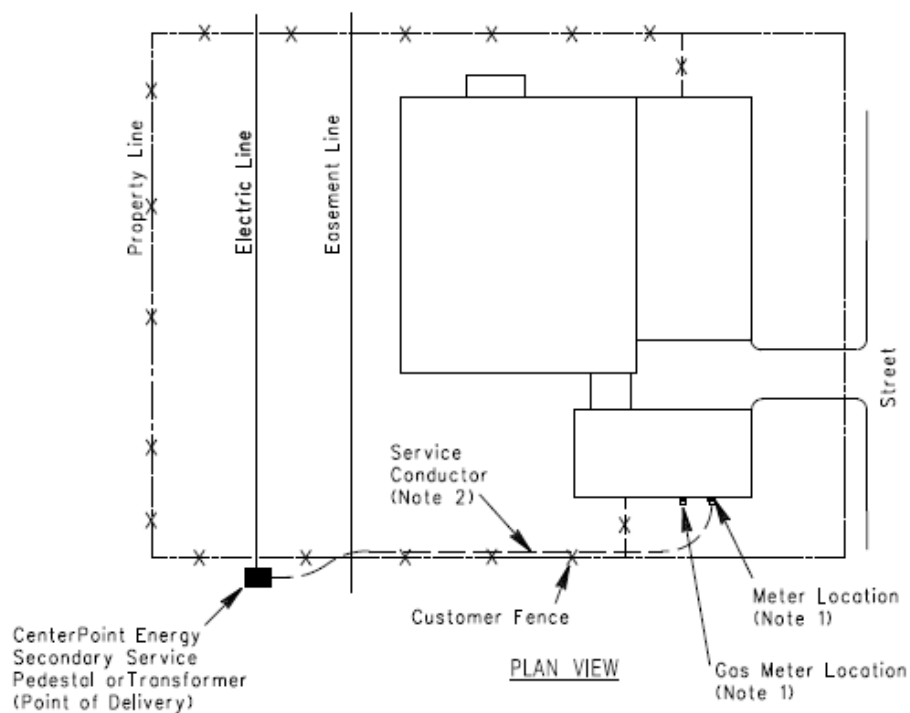 Property Line
Electric Line
Easement Line
Street
Service
Conductor
(Note 2)
Customer Fence
Meter Location
(Note 1)
CenterPoint Energy
Secondary Service
Pedestal orTransformer
(Point of Delivery)
PLAN VIEW
Gas Meter Location
(Note 1)